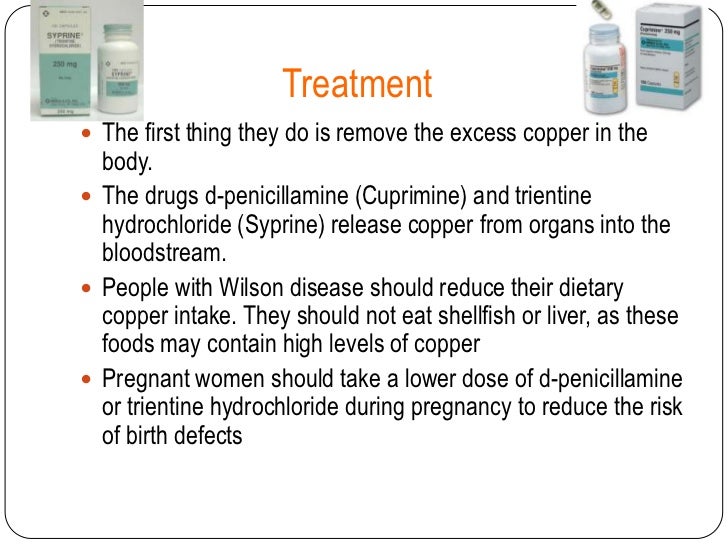 SYPRINE
250 mg
SYPRINE
Cuprimine 250 mg
Treatment
• The first thing they do is remove the excess copper in the
body.
• The drugs d-penicillamine (Cuprimine) and trientine
hydrochloride (Syprine) release copper from organs into the
bloodstream.
• People with Wilson disease should reduce their dietary
copper intake. They should not eat shellfish or liver, as these
foods may contain high levels of copper
• Pregnant women should take a lower dose of d-penicillamine
or trientine hydrochloride during pregnancy to reduce the risk
of birth defects